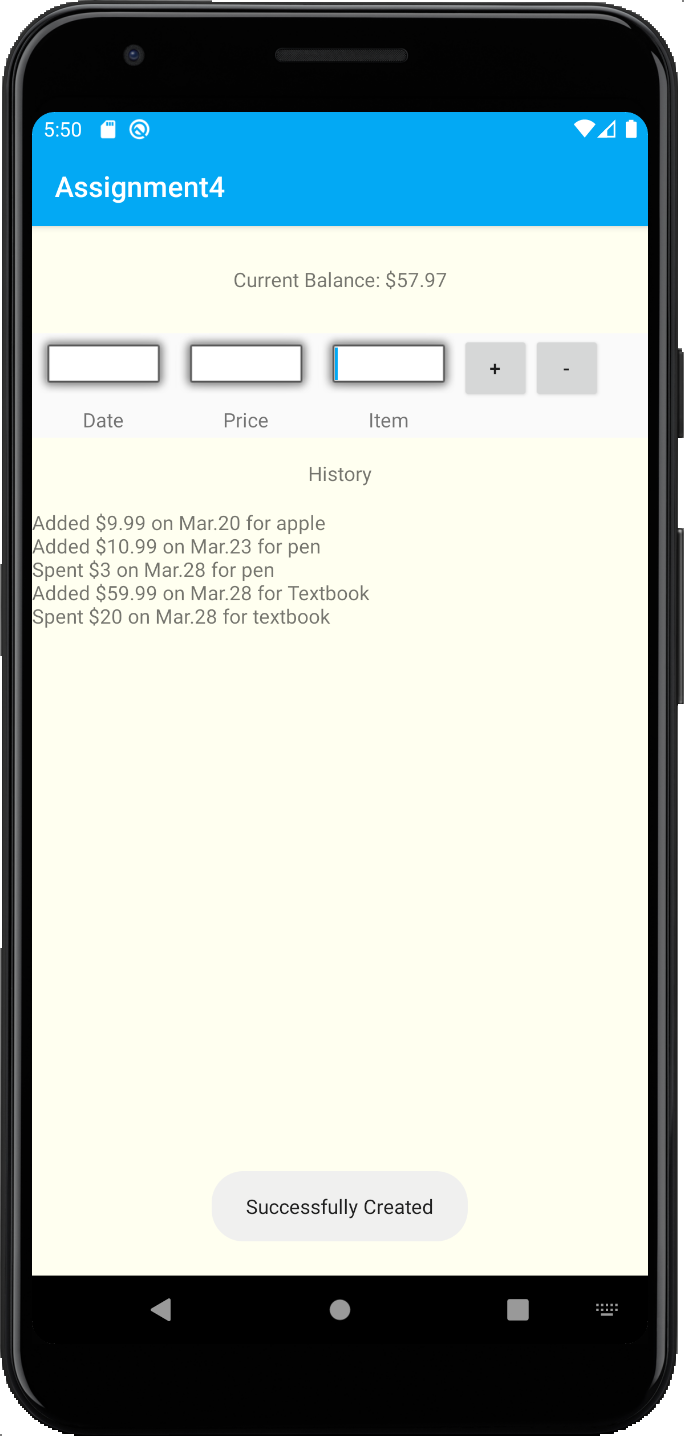 5:50
Assignment4
Current Balance: $57.97
+ -
Date Price Item
History
Added $9.99 on Mar.20 for apple
Added $10.99 on Mar.23 for pen
Spent $3 on Mar.28 for pen
Added $59.99 on Mar.28 for Textbook
Spent $20 on Mar.28 for textbook
Successfully Created